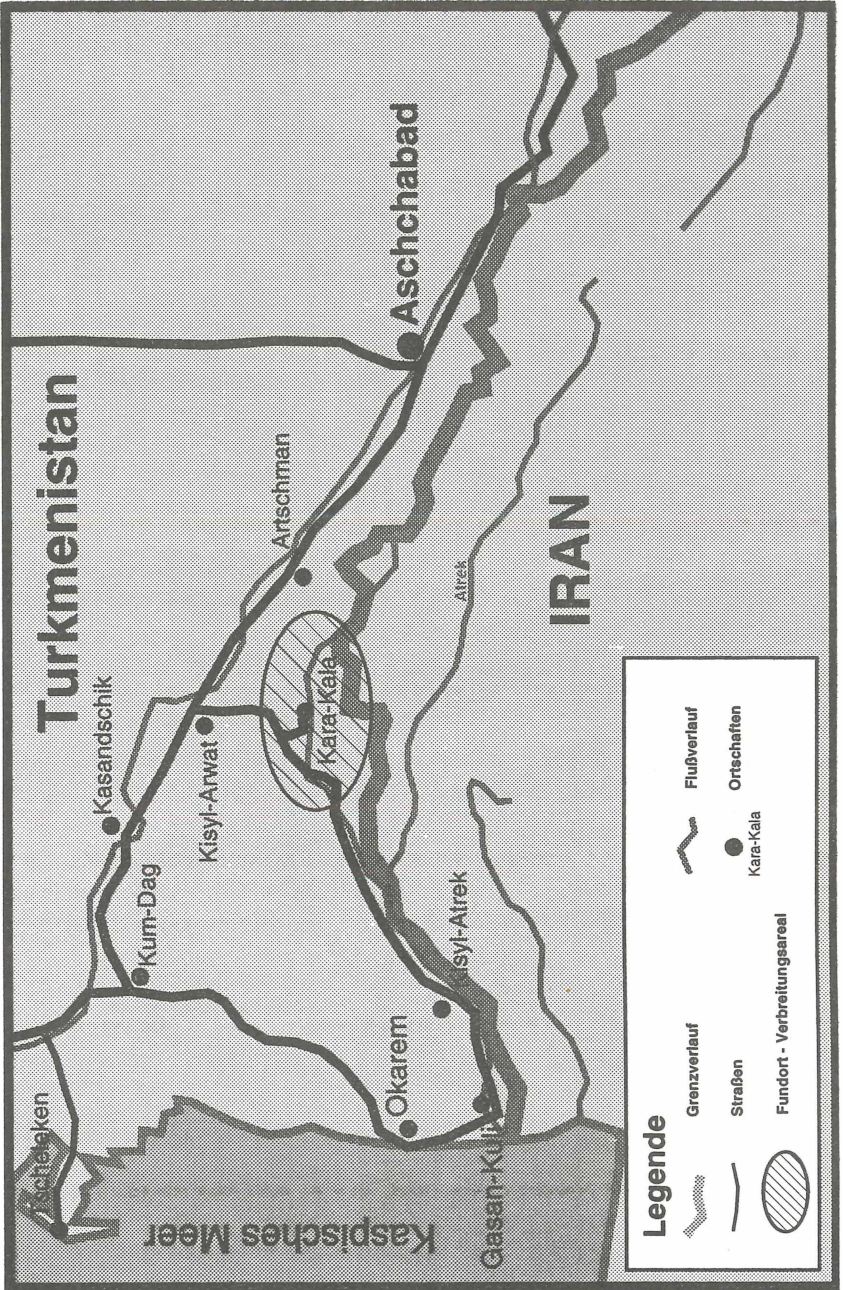 Turkmenistan
Kasandschik
Kum-Dag
Kisyl-Arwat
Artschman
Aschchabad
Tscheleken
Okarem
Kisyl-Atrek
Kara-Kala
Gasan-Kuli
Kaspisches Meer
Atrek
IRAN
Legende
Grenzverlauf
Flußverlauf
Straßen
Ortschaften
Kara-Kala
Fundort - Verbreitungsareal